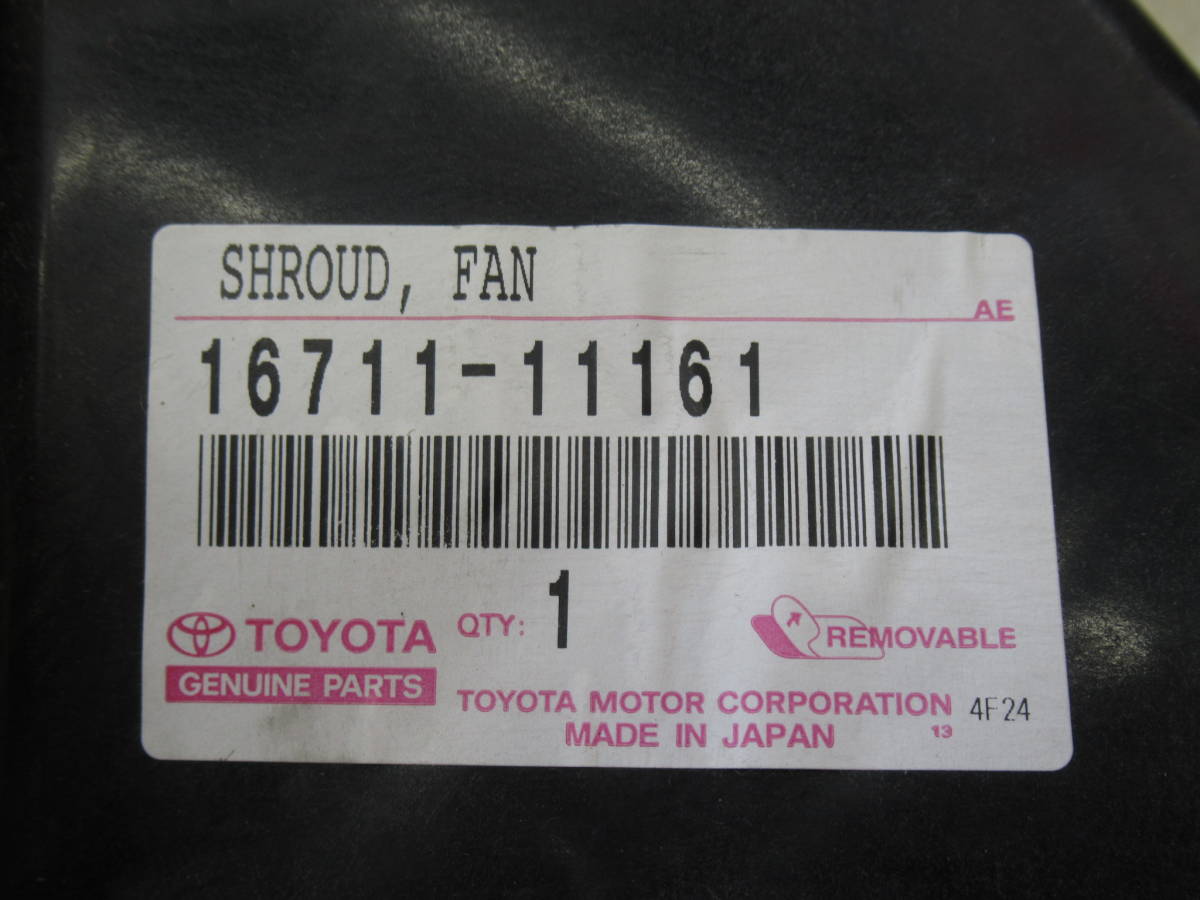 SHROUD, FAN
AE
16711-11161
TOYOTA QTY: 1 REMOVABLE
GENUINE PARTS
TOYOTA MOTOR CORPORATION 4F24
MADE IN JAPAN 13